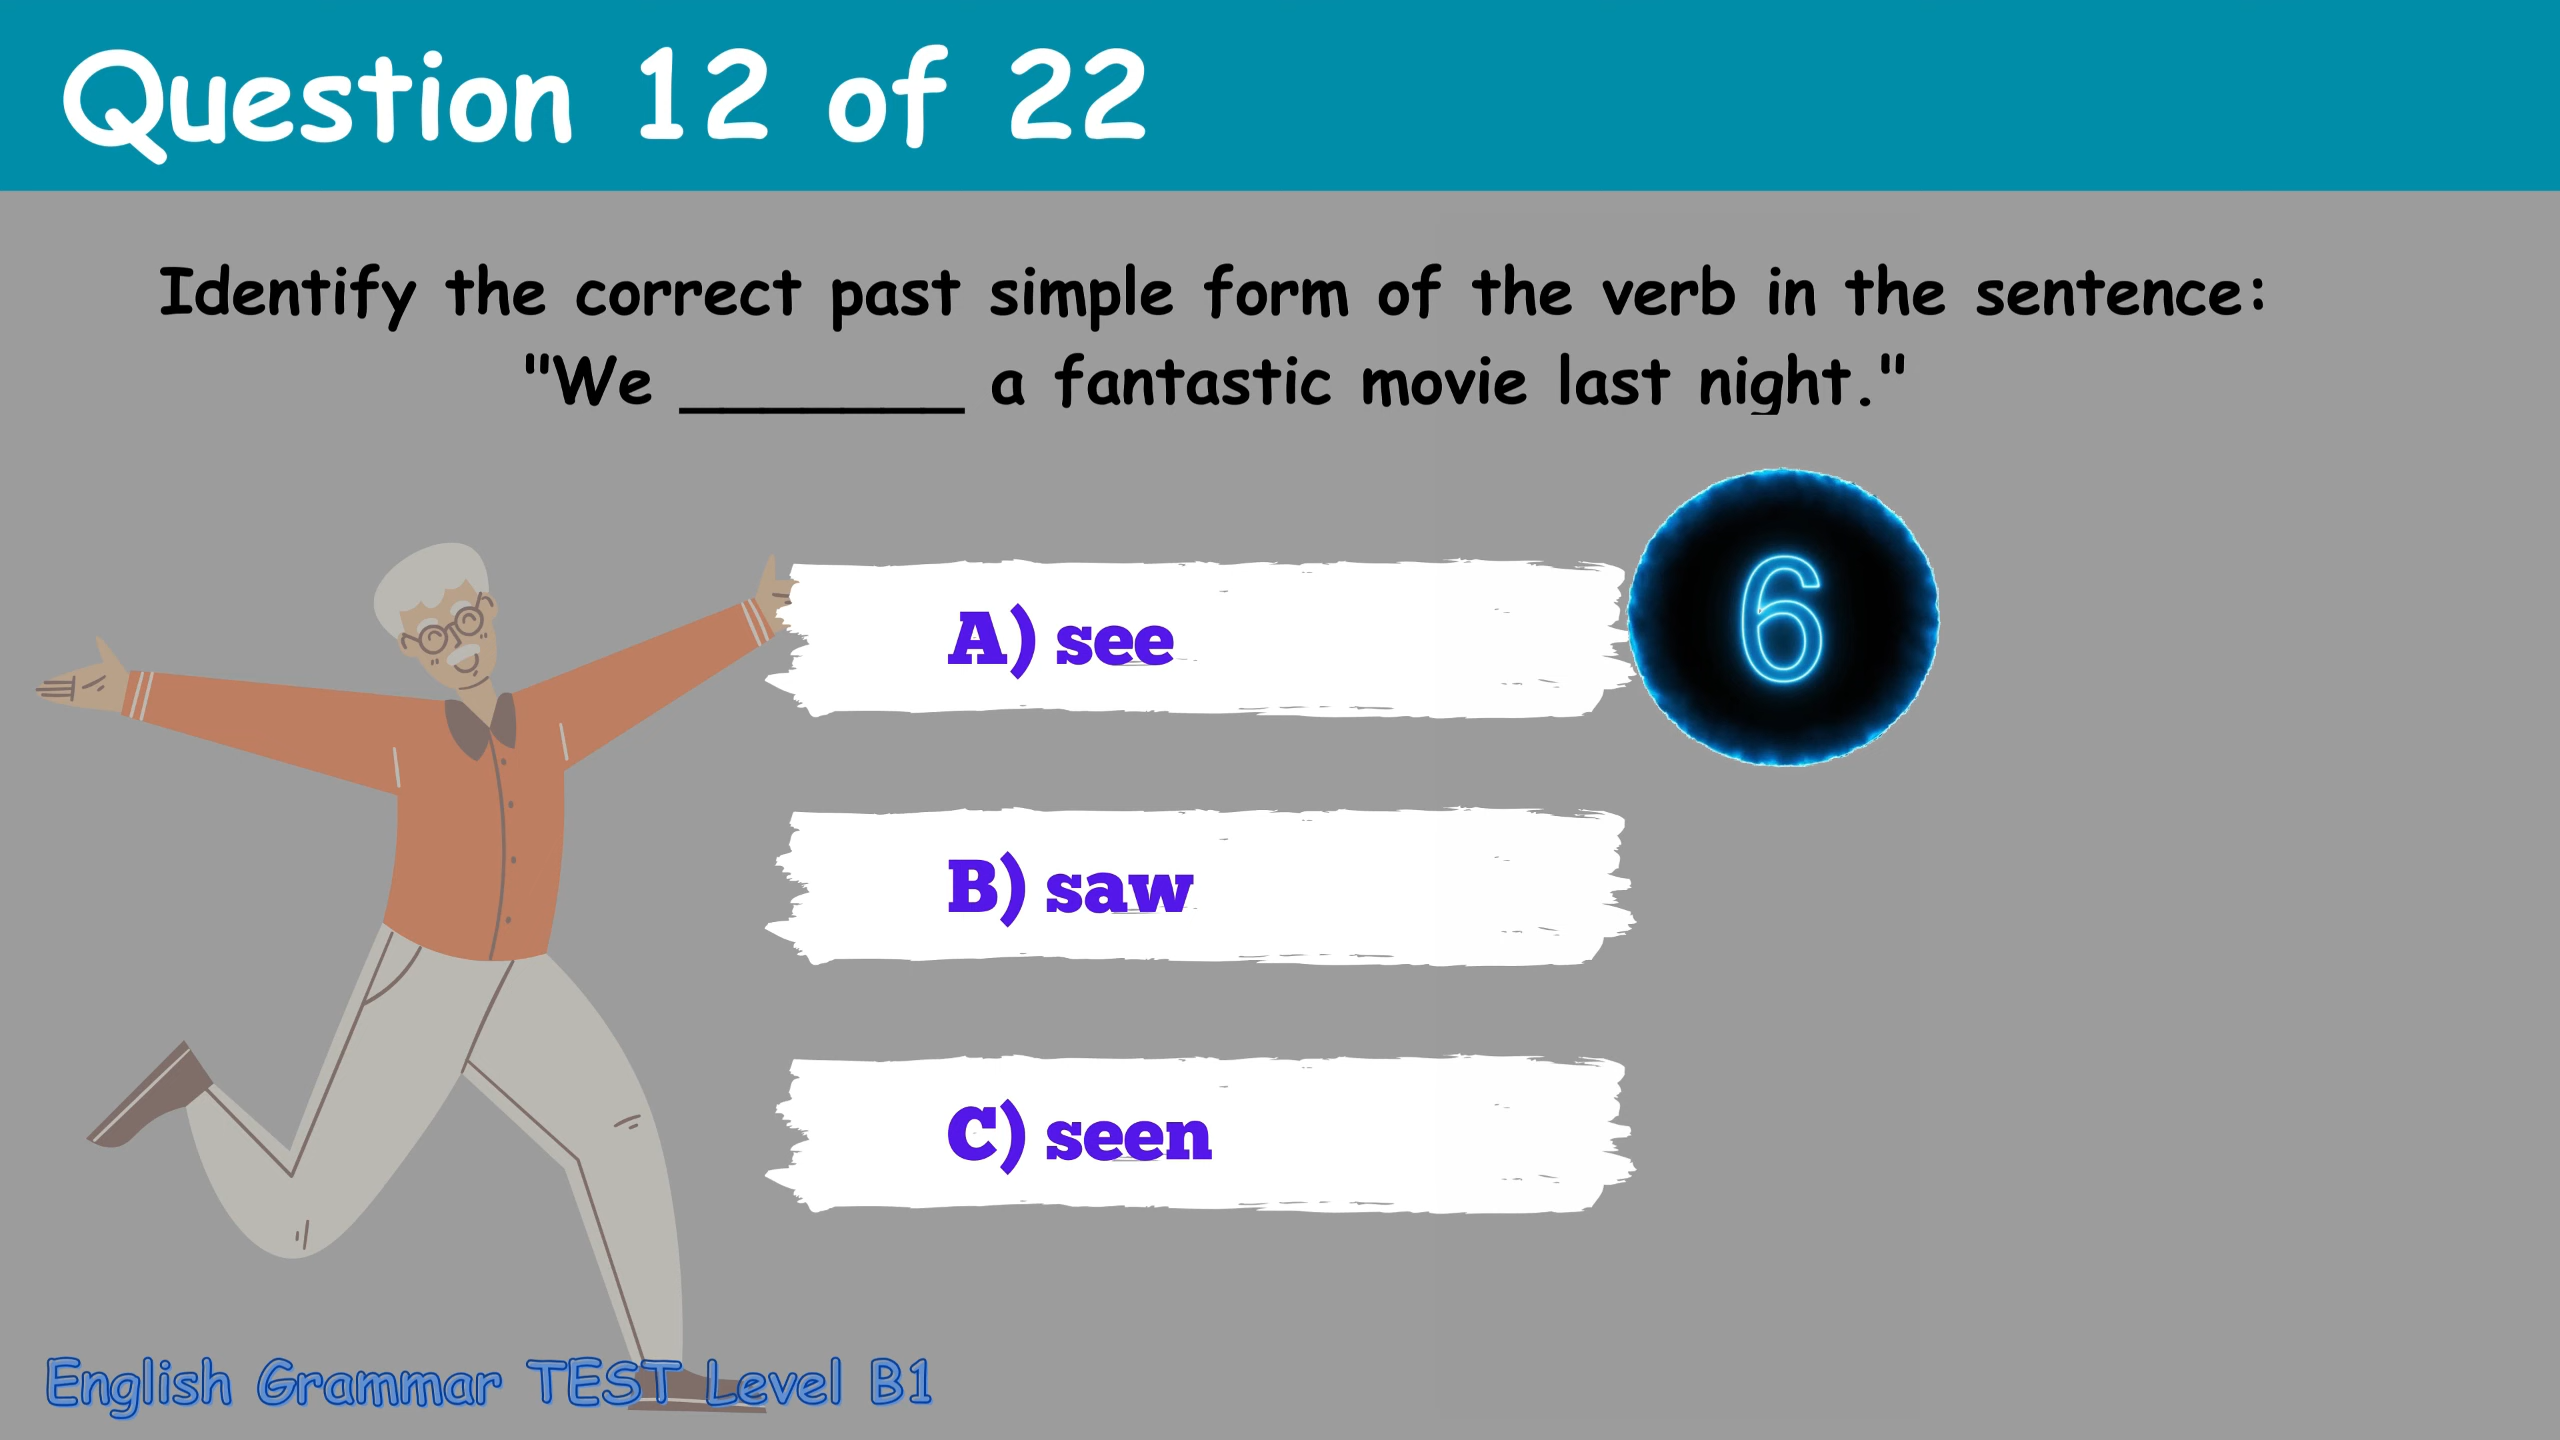 Question 12 of 22
Identify the correct past simple form of the verb in the sentence:
"We _______ a fantastic movie last night."
6
A) see
B) saw
C) seen
English Grammar TEST Level B1